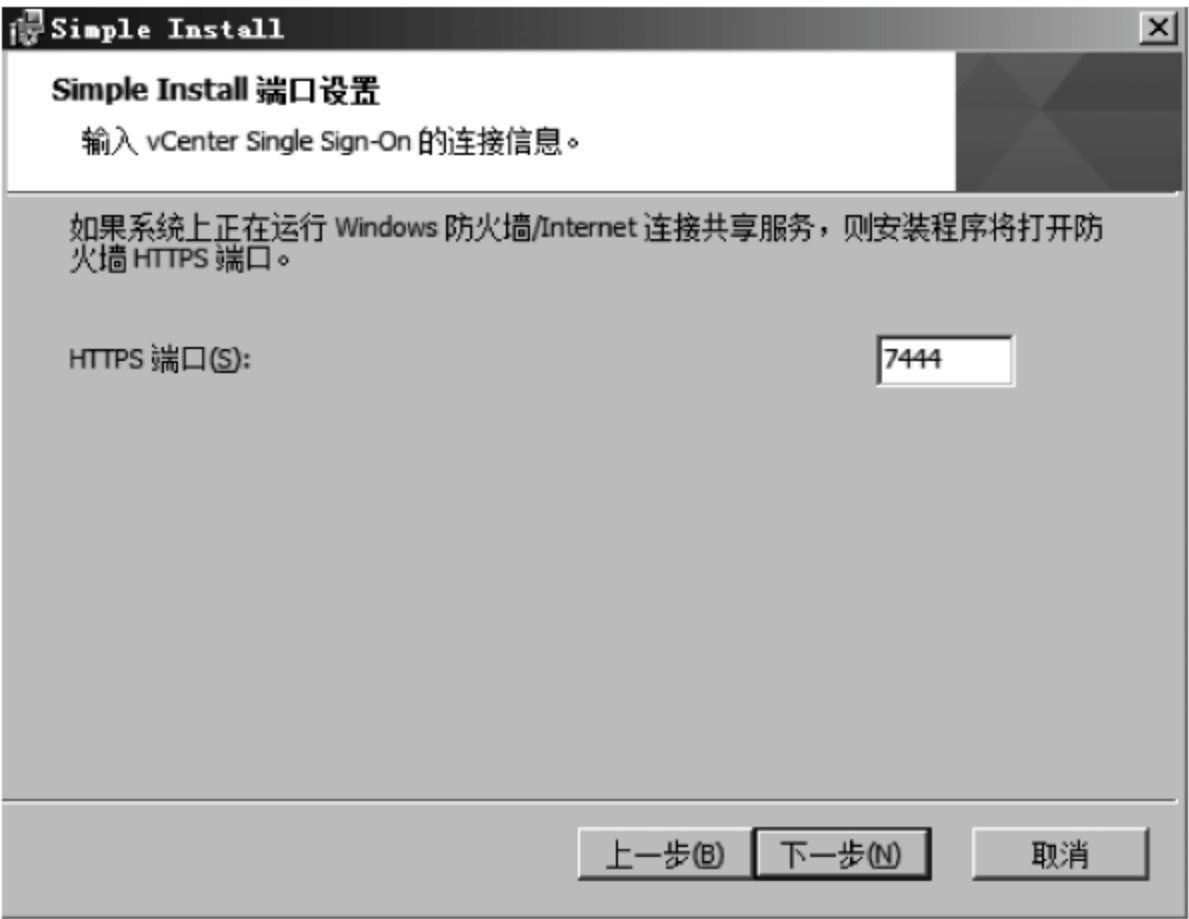 Simple Install
Simple Install 端口设置
输入 vCenter Single Sign-On 的连接信息。
如果系统上正在运行 Windows 防火墙/Internet 连接共享服务，则安装程序将打开防
火墙 HTTPS 端口。
HTTPS 端口(S): 7444
上一步(B) 下一步(N) 取消